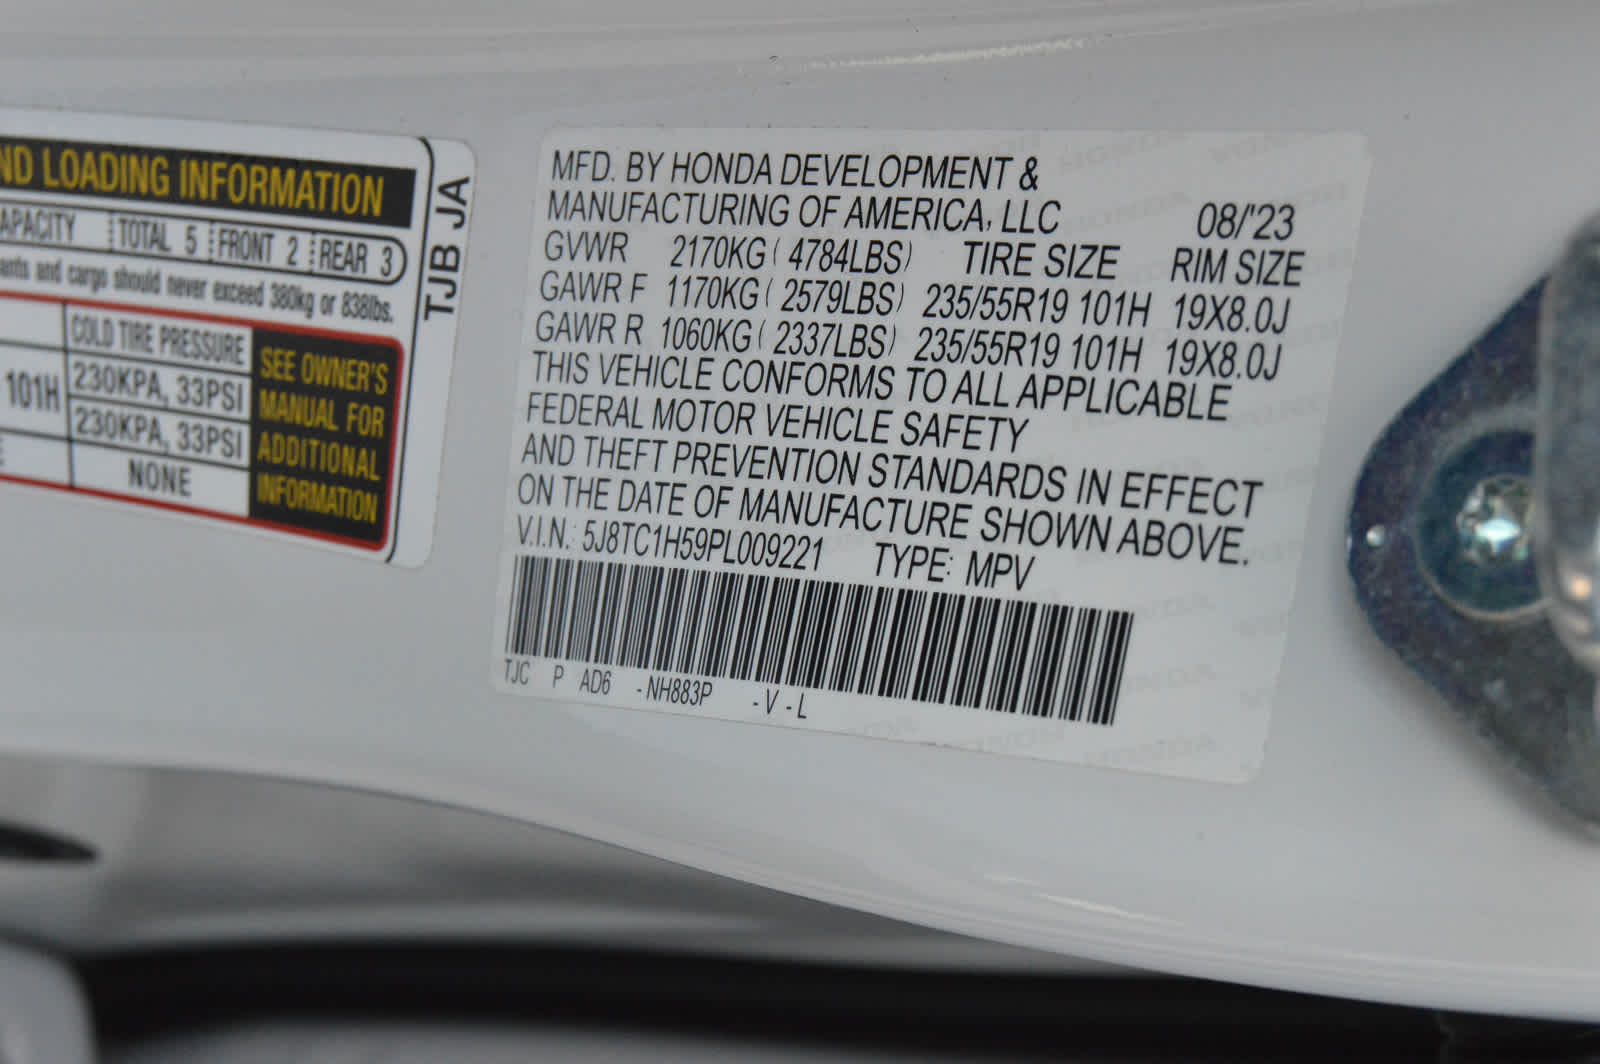 ND LOADING INFORMATION
APACITY TOTAL 5 FRONT 2 REAR 3
ants and cargo should never exceed 380kg or 838lbs.
COLD TIRE PRESSURE
101H 230KPA, 33PSI
230KPA, 33PSI
NONE
SEE OWNER'S
MANUAL FOR
ADDITIONAL
INFORMATION
TJB JA
MFD. BY HONDA DEVELOPMENT &
MANUFACTURING OF AMERICA, LLC 08/'23
GVWR 2170KG ( 4784LBS) TIRE SIZE RIM SIZE
GAWR F 1170KG ( 2579LBS) 235/55R19 101H 19X8.0J
GAWR R 1060KG ( 2337LBS) 235/55R19 101H 19X8.0J
THIS VEHICLE CONFORMS TO ALL APPLICABLE
FEDERAL MOTOR VEHICLE SAFETY
AND THEFT PREVENTION STANDARDS IN EFFECT
ON THE DATE OF MANUFACTURE SHOWN ABOVE.
V.I.N.: 5J8TC1H59PL009221 TYPE: MPV
TJC P AD6 -NH883P -V -L